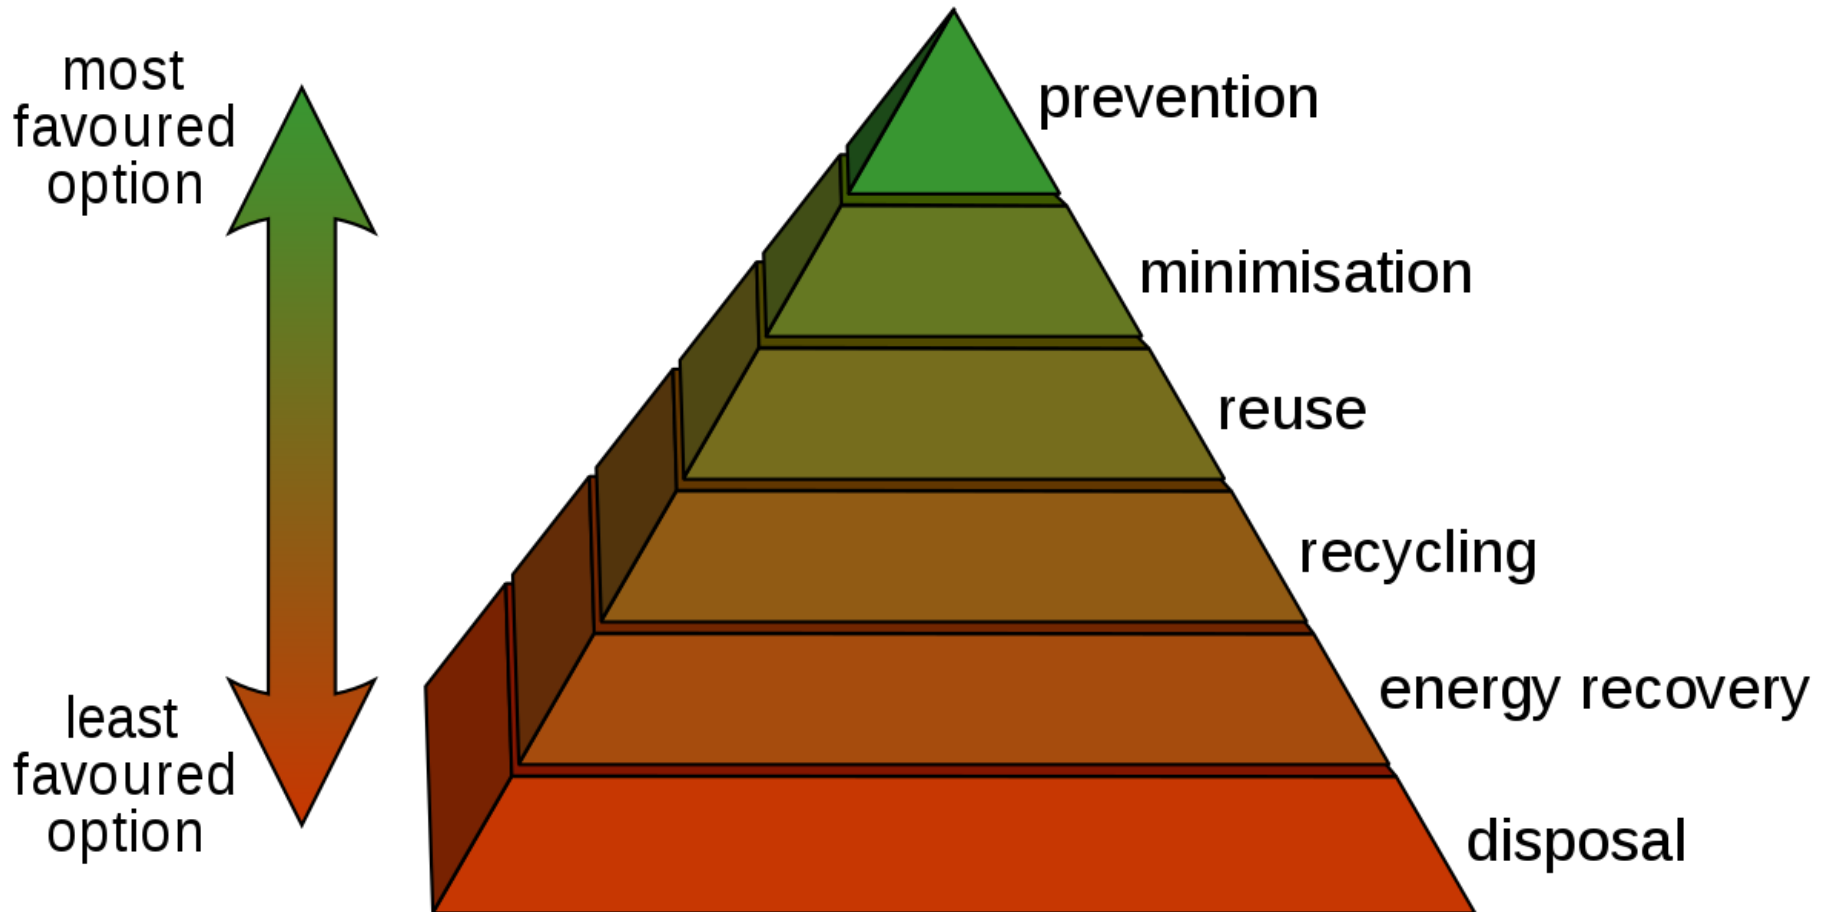 most
favoured
option
prevention
minimisation
reuse
recycling
energy recovery
least
favoured
option
disposal